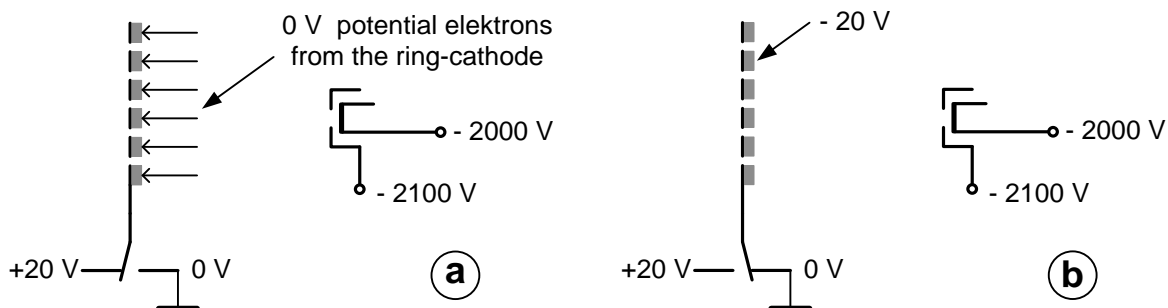 0 V potential elektrons
from the ring-cathode
- 2000 V
- 2100 V
+20 V
0 V
a
- 20 V
- 2000 V
- 2100 V
+20 V
0 V
b